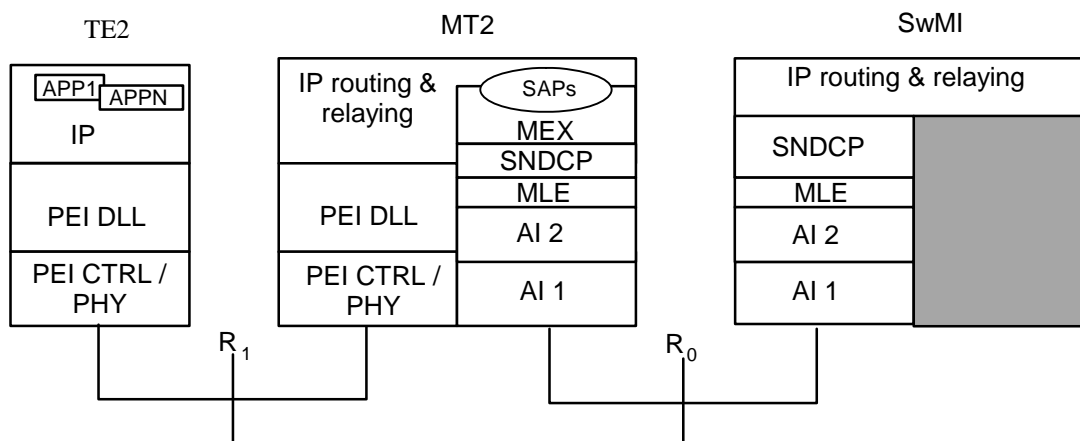 TE2
MT2
SwMI
APP1
APPN
IP
PEI DLL
PEI CTRL /
PHY
IP routing &
relaying
SAPs
MEX
SNDCP
MLE
PEI DLL
AI 2
PEI CTRL /
PHY
AI 1
IP routing & relaying
SNDCP
MLE
AI 2
AI 1
R1
R0